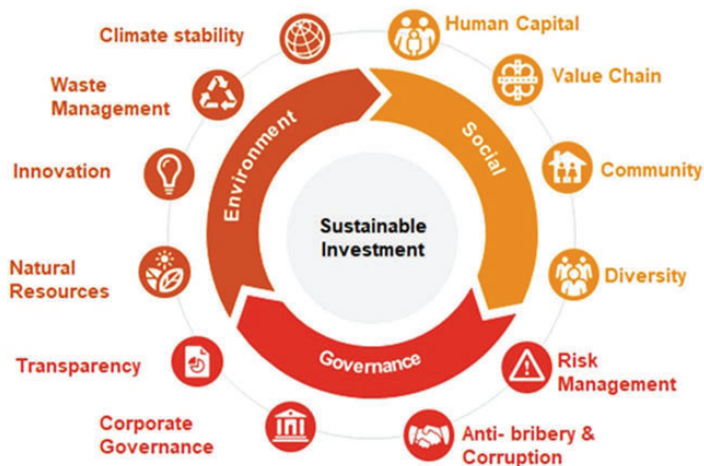 Climate stability
Human Capital
Waste
Management
Value Chain
Environment
Social
Innovation
Community
Sustainable
Investment
Natural
Resources
Diversity
Governance
Transparency
Risk
Management
Corporate
Governance
Anti- bribery &
Corruption